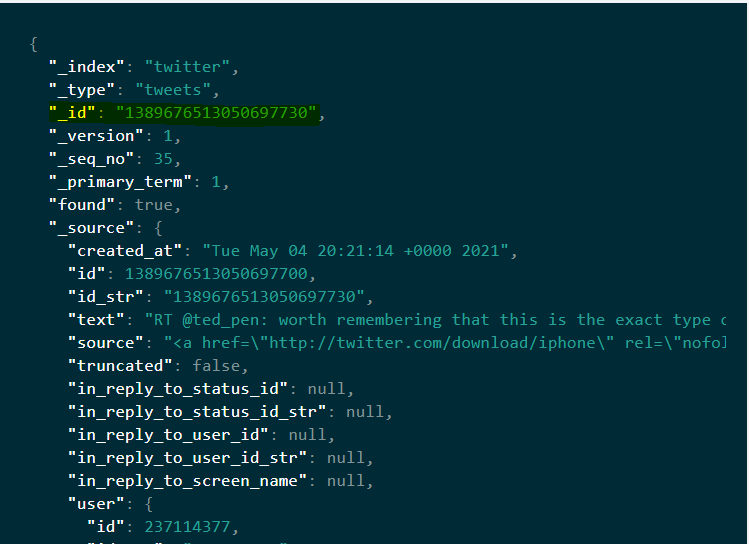 {
"_index": "twitter",
"_type": "tweets",
"_id": "1389676513050697730",
"_version": 1,
"_seq_no": 35,
"_primary_term": 1,
"found": true,
"_source": {
"created_at": "Tue May 04 20:21:14 +0000 2021",
"id": 1389676513050697700,
"id_str": "1389676513050697730",
"text": "RT @ted_pen: worth remembering that this is the exact type
"source": "<a href=\"http://twitter.com/download/iphone\" rel=\"nofol
"truncated": false,
"in_reply_to_status_id": null,
"in_reply_to_status_id_str": null,
"in_reply_to_user_id": null,
"in_reply_to_user_id_str": null,
"in_reply_to_screen_name": null,
"user": {
"id": 237114377,